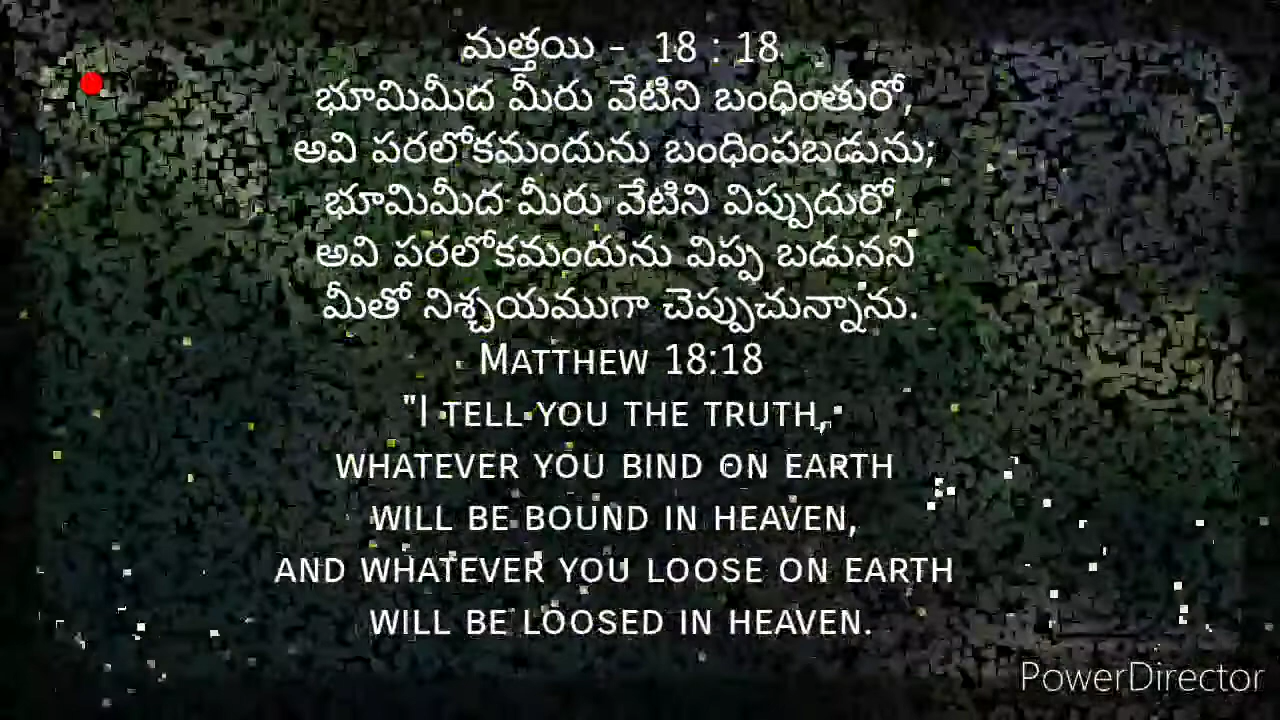 మత్తయి - 18 : 18
భూమిమీద మీరు వేటిని బంధింతురో,
అవి పరలోకమందును బంధింపబడును;
భూమిమీద మీరు వేటిని విప్పుదురో,
అవి పరలోకమందును విప్ప బడునని
మీతో నిశ్చయముగా చెప్పుచున్నాను.
MATTHEW 18:18
"I TELL YOU THE TRUTH,
WHATEVER YOU BIND ON EARTH
WILL BE BOUND IN HEAVEN,
AND WHATEVER YOU LOOSE ON EARTH
WILL BE LOOSED IN HEAVEN.
PowerDirector